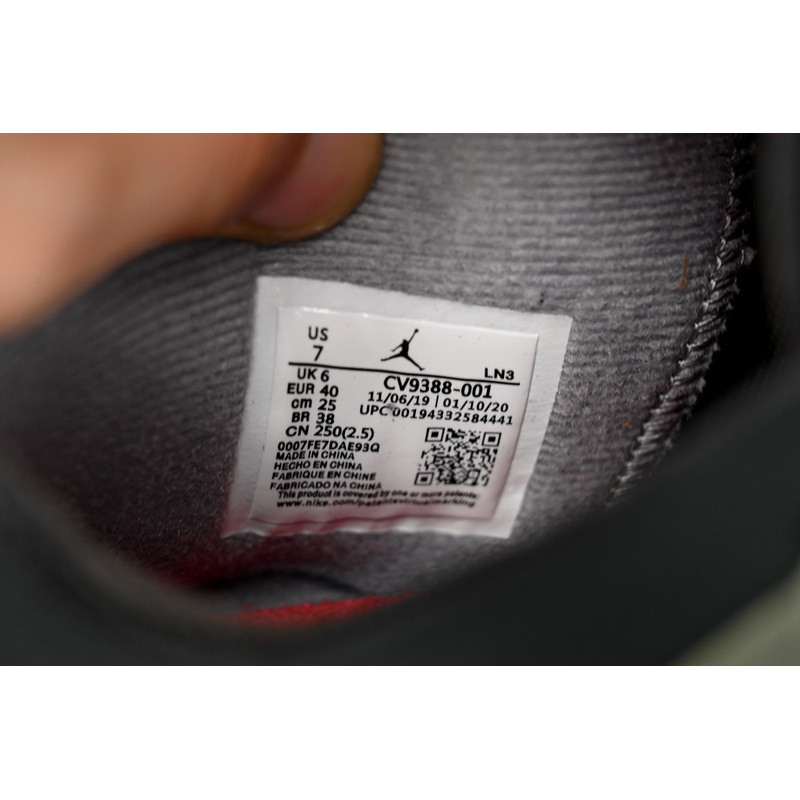 US
7
LN3
UK 6
CV9388-001
EUR 40
11/06/19 | 01/10/20
cm 25
UPC 00194332584441
BR 38
CN 250(2.5)
0007FE7DAE93Q
MADE IN CHINA
HECHO EN CHINA
FABRIQUE EN CHINE
FABRICADO NA CHINA
This product is covered by one or more patents:
www.nike.com/patents